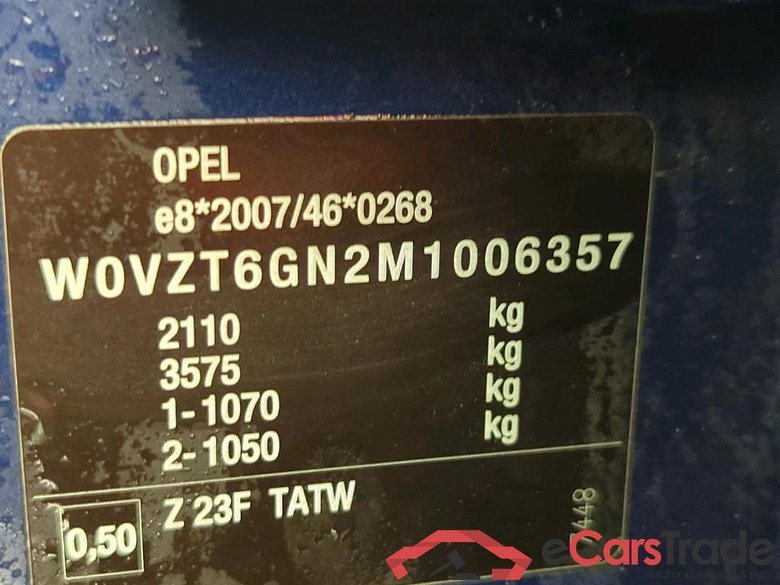 OPEL
e8*2007/46*0268
W0VZT6GN2M1006357
2110 kg
3575 kg
1-1070 kg
2-1050 kg
0,50 Z 23F TATW
eCarsTrade